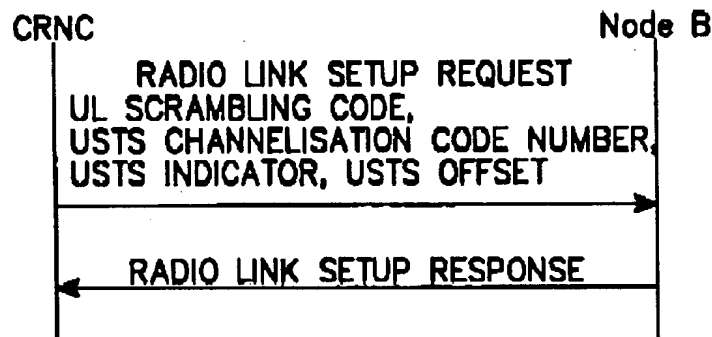 CRNC Node B
RADIO LINK SETUP REQUEST
UL SCRAMBLING CODE,
USTS CHANNELISATION CODE NUMBER,
USTS INDICATOR, USTS OFFSET
RADIO LINK SETUP RESPONSE